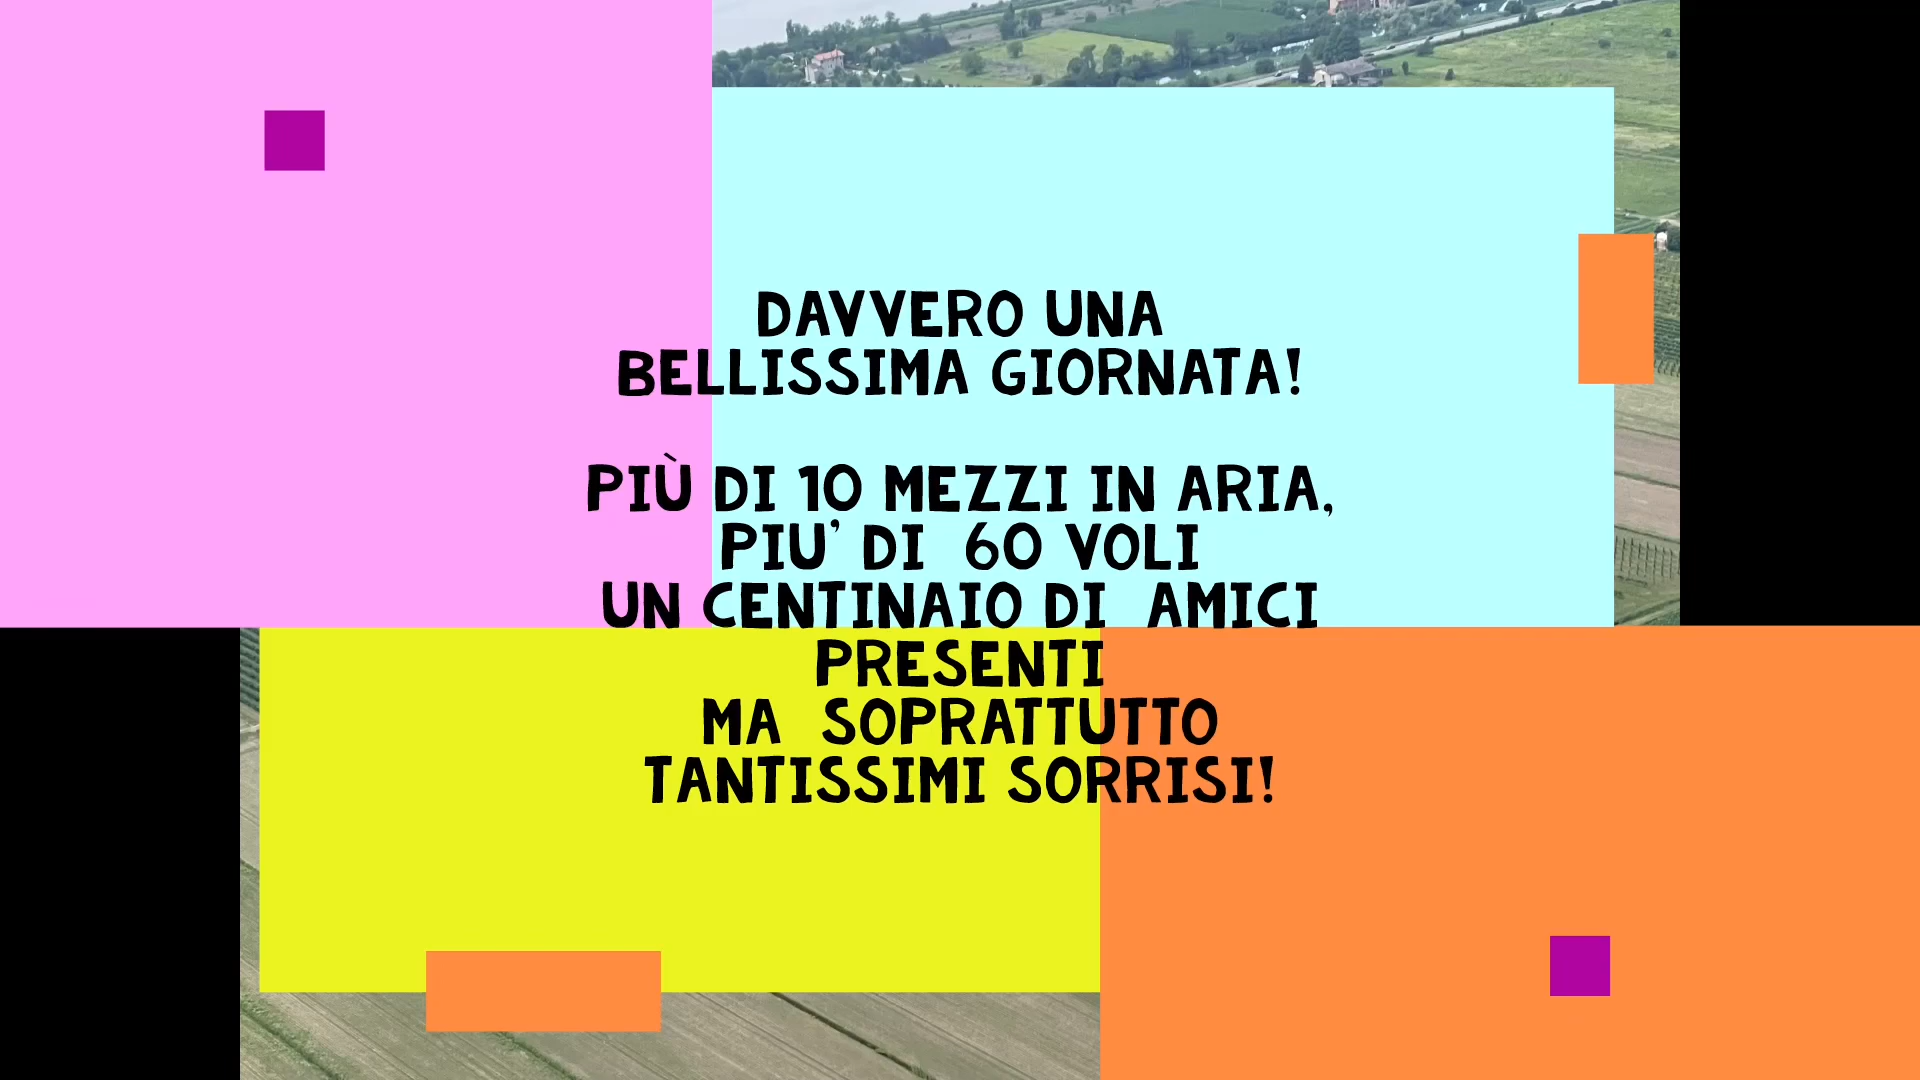 DAVVERO UNA
BELLISSIMA GIORNATA!
PIÙ DI 10 MEZZI IN ARIA,
PIU' DI 60 VOLI
UN CENTINAIO DI AMICI
PRESENTI
MA SOPRATTUTTO
TANTISSIMI SORRISI!